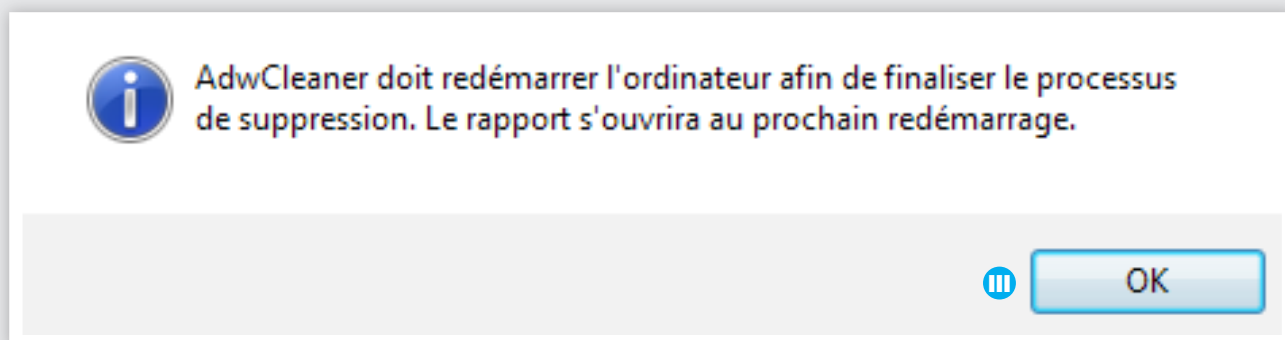 AdwCleaner doit redémarrer l'ordinateur afin de finaliser le processus
de suppression. Le rapport s'ouvrira au prochain redémarrage.
OK